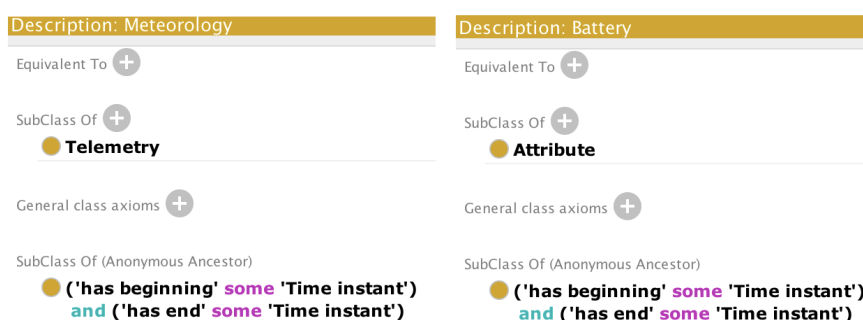 Description: Meteorology
Equivalent To
SubClass Of
Telemetry
General class axioms
SubClass Of (Anonymous Ancestor)
('has beginning' some 'Time instant')
and ('has end' some 'Time instant')
Description: Battery
Equivalent To
SubClass Of
Attribute
General class axioms
SubClass Of (Anonymous Ancestor)
('has beginning' some 'Time instant')
and ('has end' some 'Time instant')